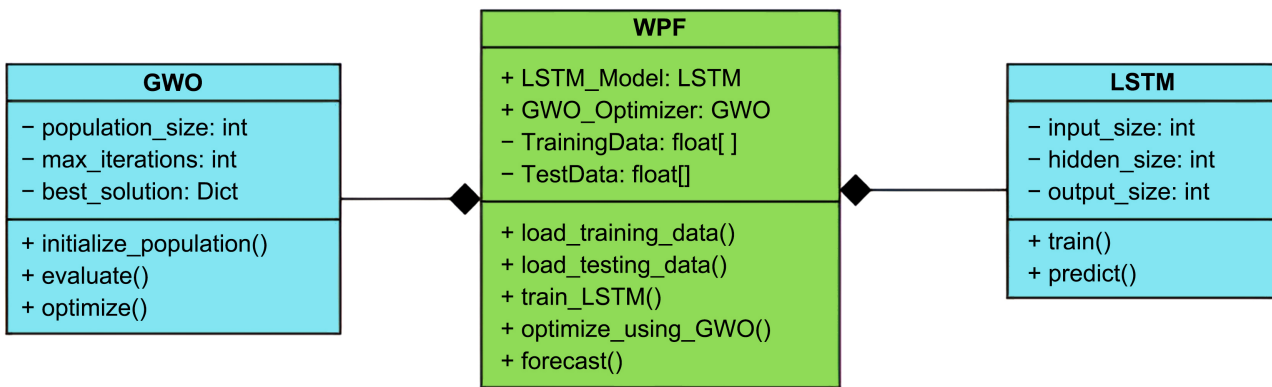 GWO
− population_size: int
− max_iterations: int
− best_solution: Dict
+ initialize_population()
+ evaluate()
+ optimize()
WPF
+ LSTM_Model: LSTM
+ GWO_Optimizer: GWO
− TrainingData: float[ ]
− TestData: float[]
+ load_training_data()
+ load_testing_data()
+ train_LSTM()
+ optimize_using_GWO()
+ forecast()
LSTM
− input_size: int
− hidden_size: int
− output_size: int
+ train()
+ predict()